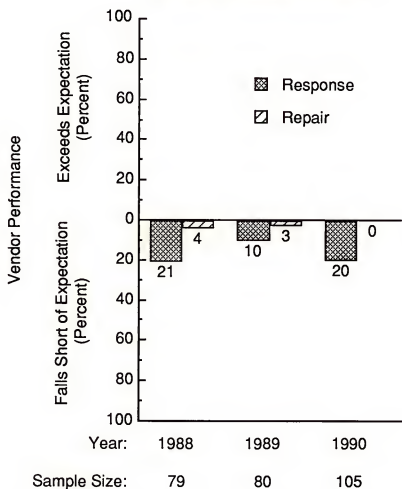 Vendor Performance
Exceeds Expectation
(Percent)
Falls Short of Expectation
(Percent)
100
80
60
40
20
0
20
40
60
80
100
Response
Repair
21
4
10
3
20
0
Year: 1988 1989 1990
Sample Size: 79 80 105